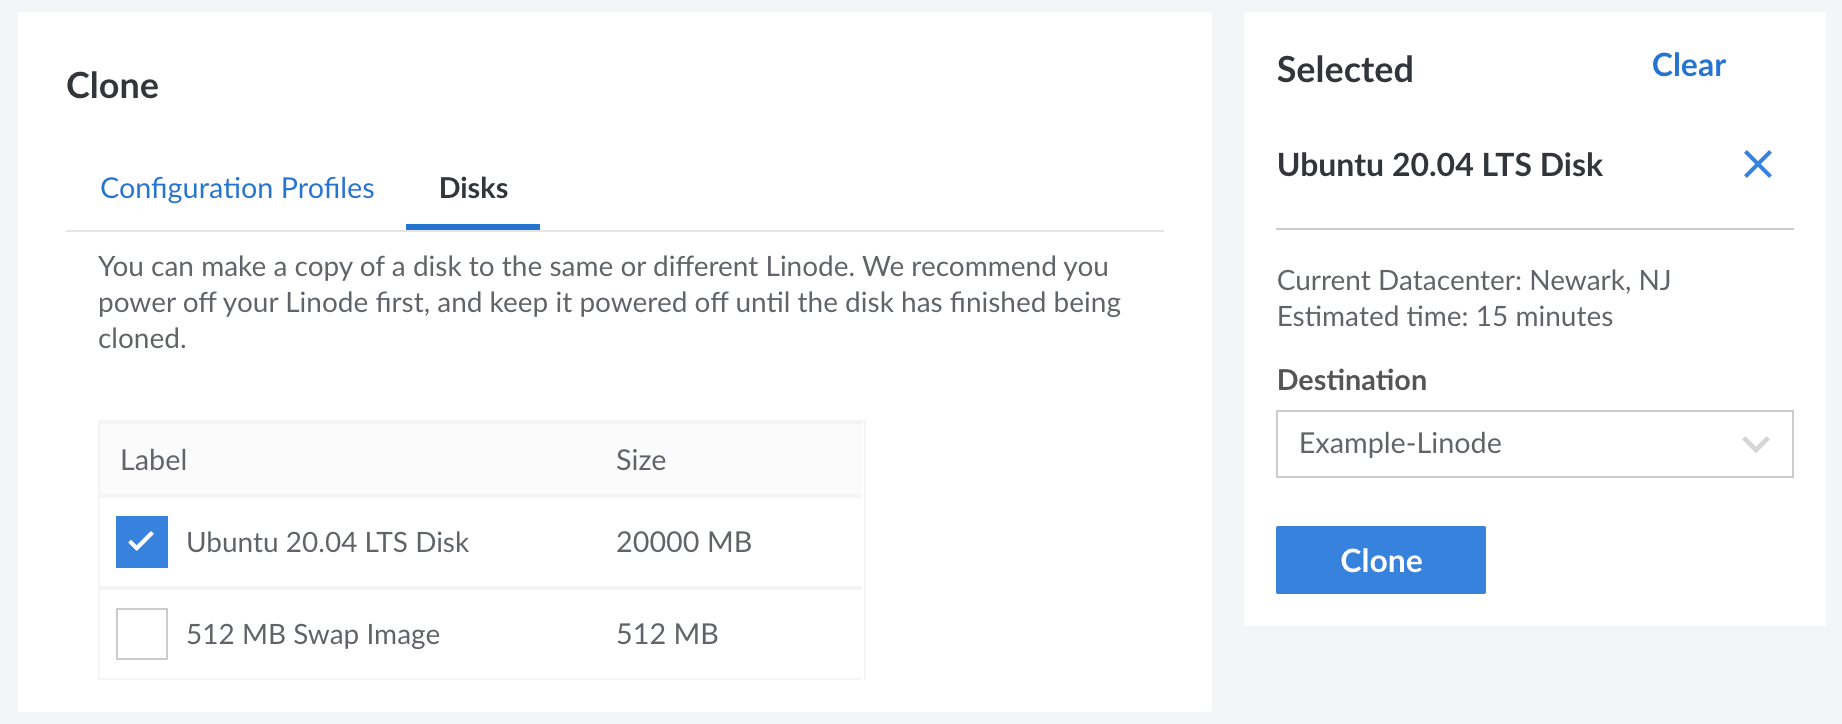 Clone
Configuration Profiles
Disks
You can make a copy of a disk to the same or different Linode. We recommend you
power off your Linode first, and keep it powered off until the disk has finished being
cloned.
Label Size
Ubuntu 20.04 LTS Disk 20000 MB
512 MB Swap Image 512 MB
Selected
Clear
Ubuntu 20.04 LTS Disk
Current Datacenter: Newark, NJ
Estimated time: 15 minutes
Destination
Example-Linode
Clone